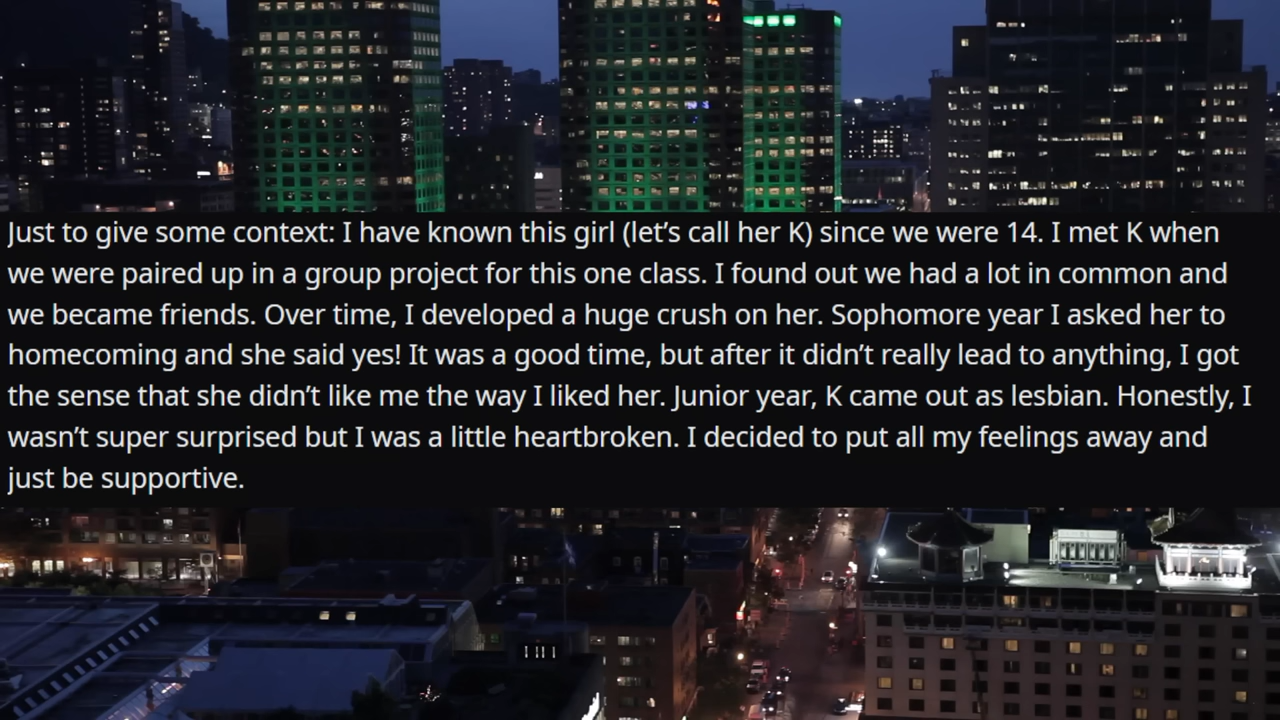 Just to give some context: I have known this girl (let’s call her K) since we were 14. I met K when
we were paired up in a group project for this one class. I found out we had a lot in common and
we became friends. Over time, I developed a huge crush on her. Sophomore year I asked her to
homecoming and she said yes! It was a good time, but after it didn’t really lead to anything, I got
the sense that she didn’t like me the way I liked her. Junior year, K came out as lesbian. Honestly, I
wasn’t super surprised but I was a little heartbroken. I decided to put all my feelings away and
just be supportive.